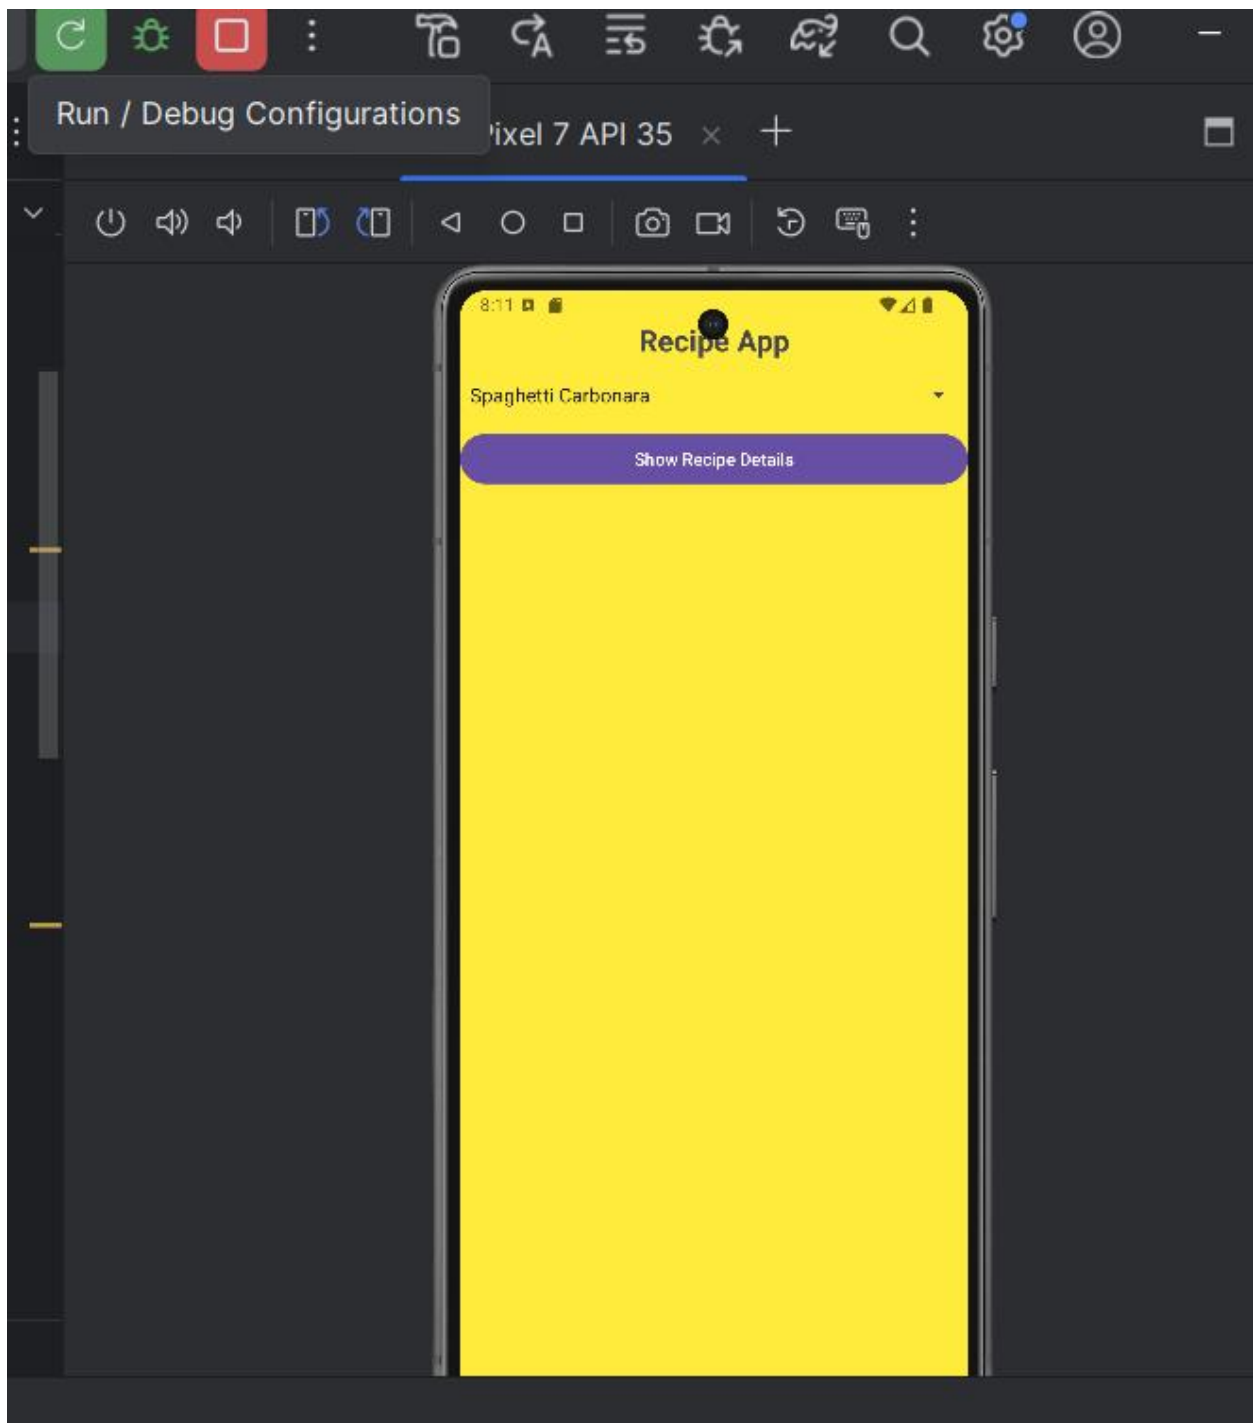 Run / Debug Configurations
ixel 7 API 35
8:11
Recipe App
Spaghetti Carbonara
Show Recipe Details